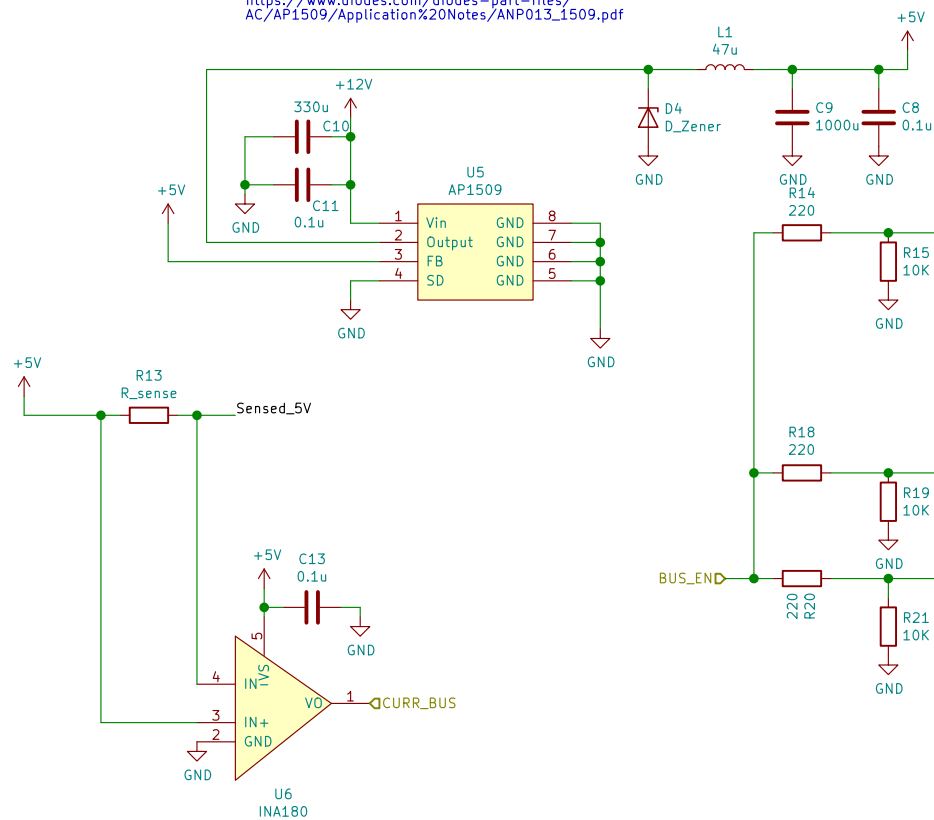 https://www.diodes.com/diodes-part-files/
AC/AP1509/Application%20Notes/ANP013_1509.pdf
+5V
L1
47u
+12V
330u
C10
D4
D_Zener
C9
1000u
C8
0.1u
GND
GND
GND
+5V
C11
0.1u
GND
U5
AP1509
R14
220
1 Vin GND 8
2 Output GND 7
3 FB GND 6
4 SD GND 5
R15
10K
GND
GND
GND
+5V
R13
R_sense
Sensed_5V
R18
220
R19
10K
GND
+5V
C13
0.1u
BUS_EN
220
R20
R21
10K
GND
GND
5
VS
4 IN-
VO 1 CURR_BUS
3 IN+
2 GND
GND
U6
INA180